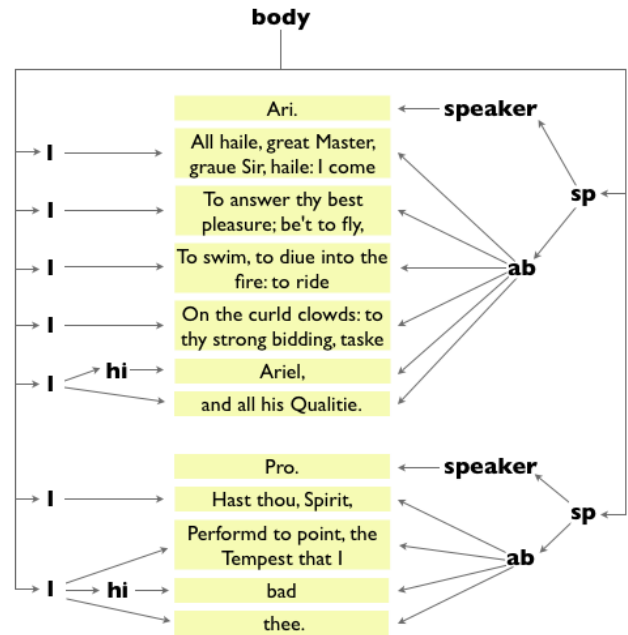 body
Ari.
speaker
l
All haile, great Master,
graue Sir, haile: I come
sp
l
To answer thy best
pleasure; be't to fly,
l
To swim, to diue into the
fire: to ride
ab
l
On the curld clowds: to
thy strong bidding, taske
l
hi
Ariel,
and all his Qualitie.
Pro.
speaker
l
Hast thou, Spirit,
sp
Performd to point, the
Tempest that I
ab
l
hi
bad
thee.